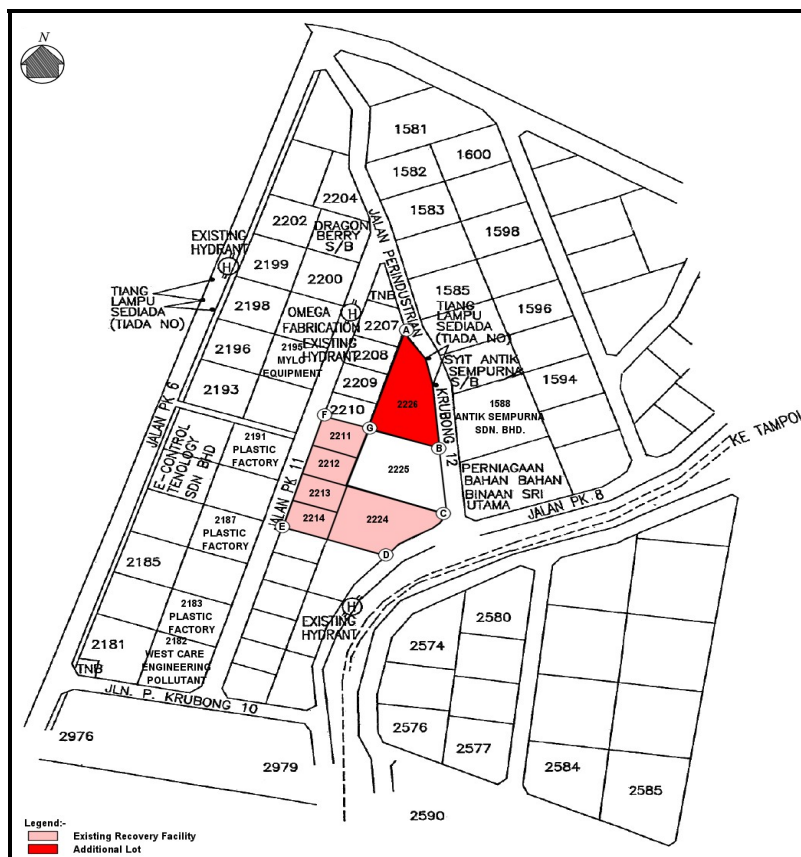 N
1581
1600
1582
1583
1598
1585
1596
1594
2204
2202
DRAGON
BERRY
S/B
JALAN PERINDUSTRIAN
KRUBONG 12
EXISTING
HYDRANT
H
2199
2200
TNB
TIANG
LAMPU
SEDIADA
(TIADA NO)
2198
OMEGA
FABRICATION
H
EXISTING
HYDRANT
2207
A
TIANG
LAMPU
SEDIADA
(TIADA NO)
2196
2195
MYLO
EQUIPMENT
2208
SYIT ANTIK
SEMPURNA
S/B
2193
2209
2226
1588
ANTIK SEMPURNA
SDN. BHD.
2210
JALAN PK 6
F
G
B
KE TAMPOI
E-CONTROL
TENOLOGY
SDN BHD
2191
PLASTIC
FACTORY
JALAN PK 11
2211
2212
2225
PERNIAGAAN
BAHAN BAHAN
BINAAN SRI
UTAMA
JALAN PK 8
2213
2187
PLASTIC
FACTORY
2214
2224
C
E
D
2185
2183
PLASTIC
FACTORY
EXISTING
HYDRANT
H
2580
2574
2181
2182
WEST CARE
ENGINEERING
POLLUTANT
TNB
JLN. P. KRUBONG 10
2976
2979
2576
2577
2584
2585
2590
Legend:-
Existing Recovery Facility
Additional Lot